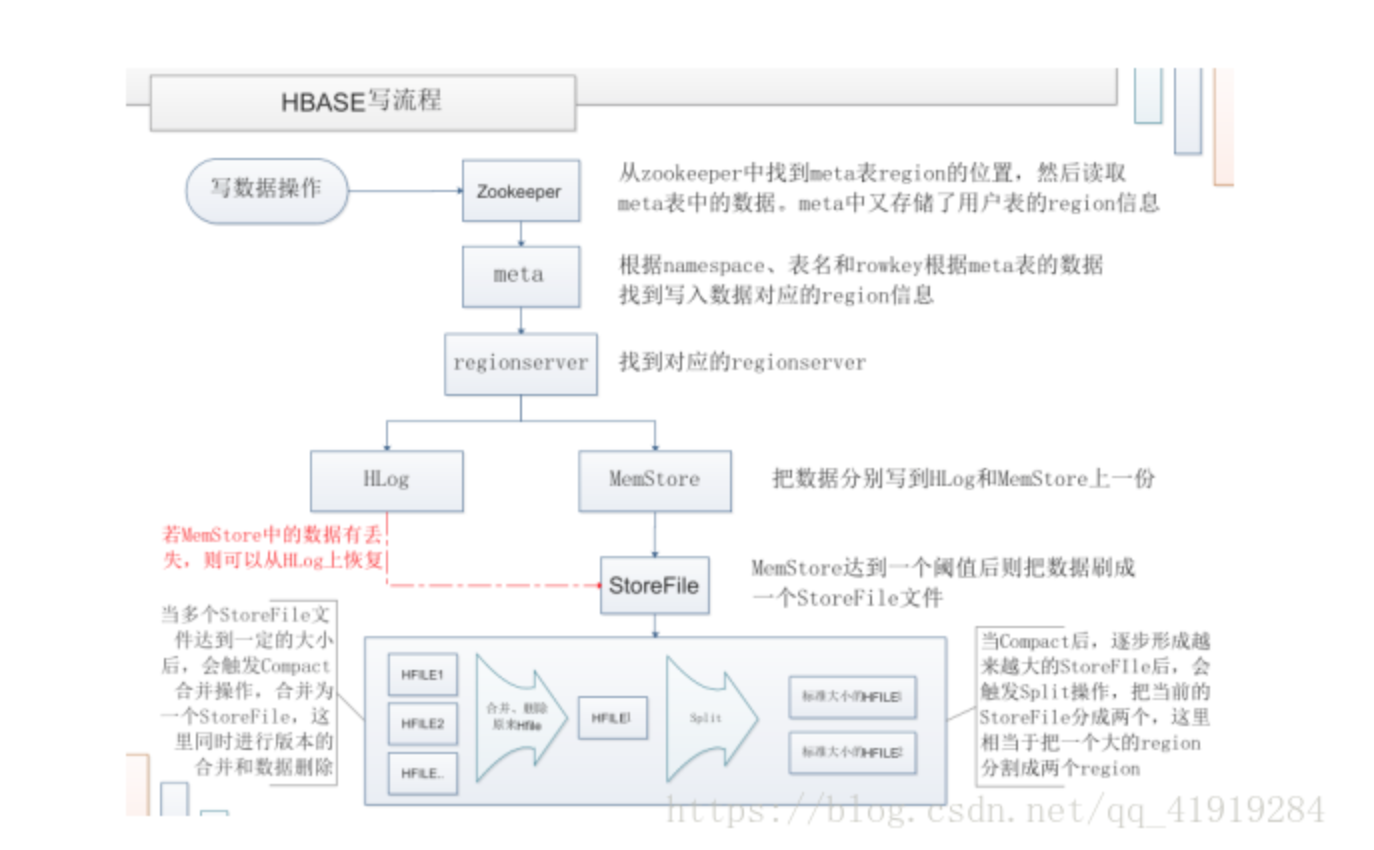 HBASE写流程
写数据操作
Zookeeper
从zookeeper中找到meta表region的位置，然后读取
meta表中的数据。meta中又存储了用户表的region信息
meta
根据namespace、表名和rowkey根据meta表的数据
找到写入数据对应的region信息
regionserver
找到对应的regionserver
HLog
MemStore
把数据分别写到HLog和MemStore上一份
若MemStore中的数据有丢
失，则可以从HLog上恢复
StoreFile
MemStore达到一个阈值后则把数据刷成
一个StoreFile文件
当多个StoreFile文
件达到一定的大小
后，会触发Compact
合并操作，合并为
一个StoreFile，这
里同时进行版本的
合并和数据删除
HFILE1
HFILE2
HFILE..
合并、删除
原来Hfile
HFILE1
Split
标准大小的HFILE1
标准大小的HFILE2
当Compact后，逐步形成越
来越大的StoreFIle后，会
触发Split操作，把当前的
StoreFile分成两个，这里
相当于把一个大的region
分割成两个region
https://blog.csdn.net/qq_41919284